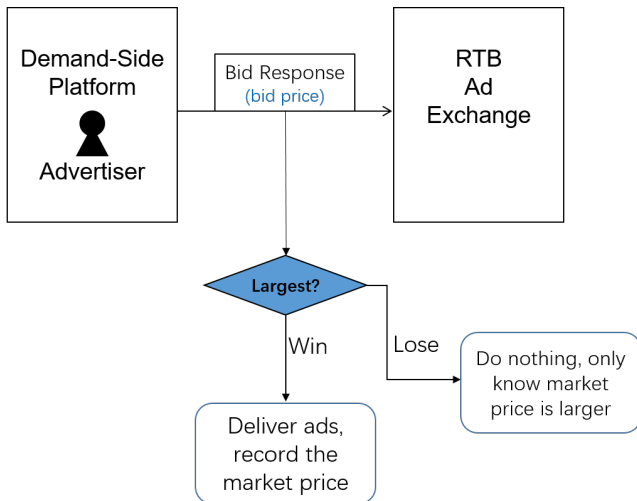 Demand-Side
Platform
Advertiser
Bid Response
(bid price)
RTB
Ad
Exchange
Largest?
Win
Lose
Do nothing, only
know market
price is larger
Deliver ads,
record the
market price